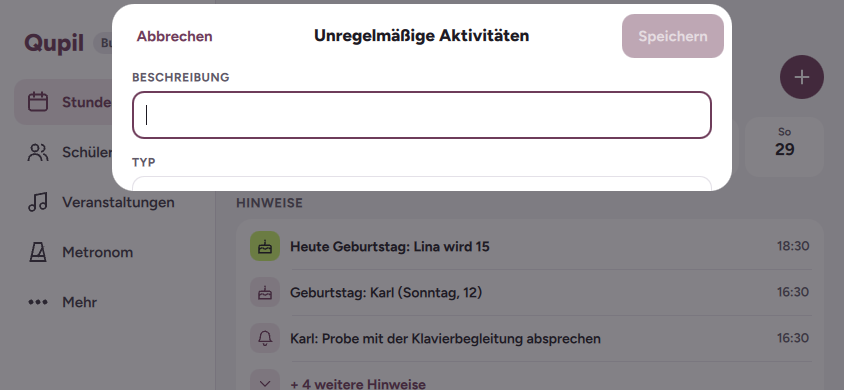 Abbrechen
Unregelmäßige Aktivitäten
Speichern
BESCHREIBUNG
TYP
Qupil
Stunde
Schüler
Veranstaltungen
Metronom
Mehr
So
29
HINWEISE
Heute Geburtstag: Lina wird 15
18:30
Geburtstag: Karl (Sonntag, 12)
16:30
Karl: Probe mit der Klavierbegleitung absprechen
16:30
+ 4 weitere Hinweise